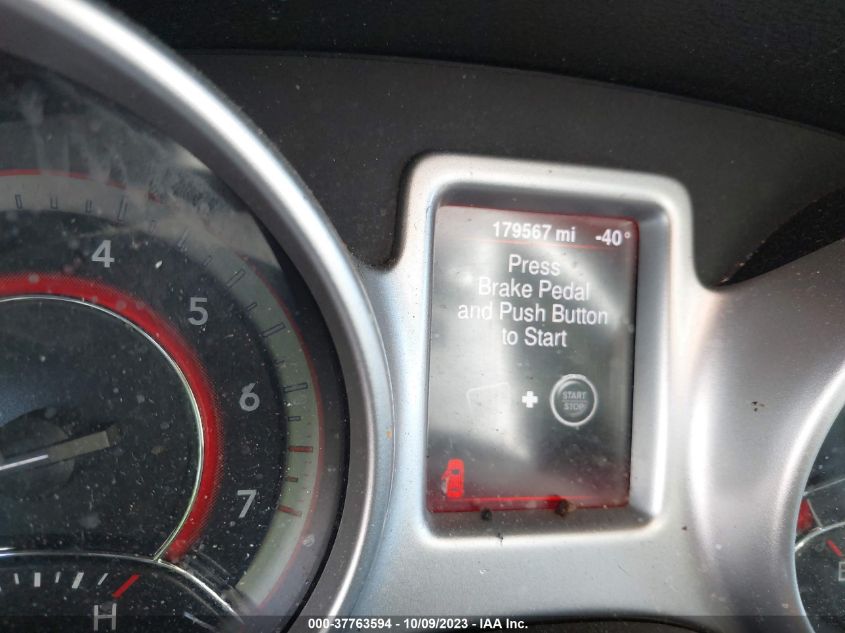 179567 mi -40°
Press
Brake Pedal
and Push Button
to Start
START
STOP
4
5
6
7
H
E
000-37763594 - 10/09/2023 - IAA Inc.